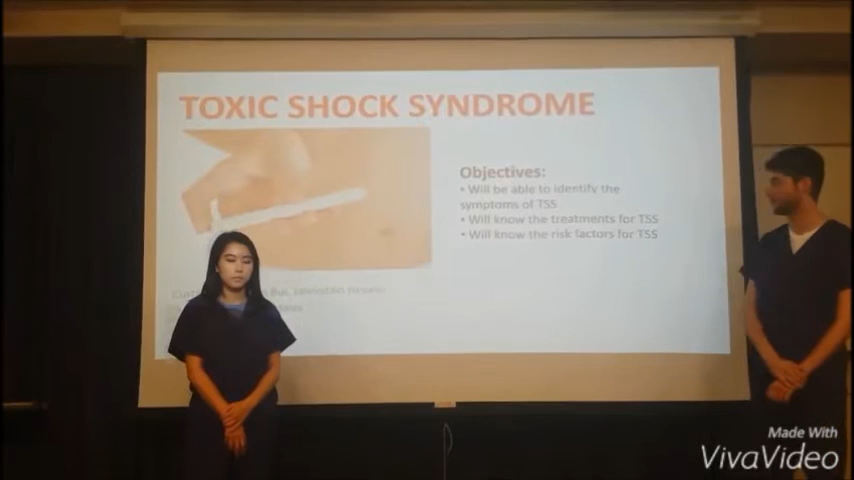 TOXIC SHOCK SYNDROME
Objectives:
• Will be able to identify the
symptoms of TSS
• Will know the treatments for TSS
• Will know the risk factors for TSS
Made With
VivaVideo